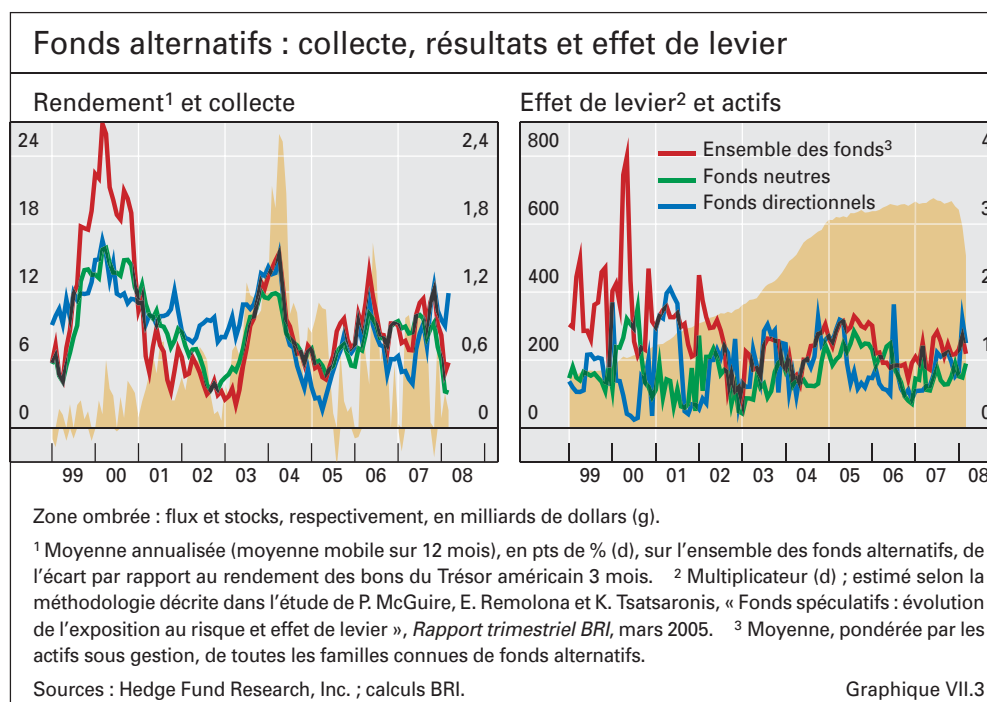 Fonds alternatifs : collecte, résultats et effet de levier
Rendement¹ et collecte
24
18
12
6
0
2,4
1,8
1,2
0,6
0
99 00 01 02 03 04 05 06 07 08
Effet de levier² et actifs
Ensemble des fonds³
Fonds neutres
Fonds directionnels
800
600
400
200
0
4
3
2
1
0
99 00 01 02 03 04 05 06 07 08
Zone ombrée : flux et stocks, respectivement, en milliards de dollars (g).
¹ Moyenne annualisée (moyenne mobile sur 12 mois), en pts de % (d), sur l'ensemble des fonds alternatifs, de
l'écart par rapport au rendement des bons du Trésor américain 3 mois. ² Multiplicateur (d) ; estimé selon la
méthodologie décrite dans l'étude de P. McGuire, E. Remolona et K. Tsatsaronis, « Fonds spéculatifs : évolution
de l'exposition au risque et effet de levier », Rapport trimestriel BRI, mars 2005. ³ Moyenne, pondérée par les
actifs sous gestion, de toutes les familles connues de fonds alternatifs.
Sources : Hedge Fund Research, Inc. ; calculs BRI. Graphique VII.3